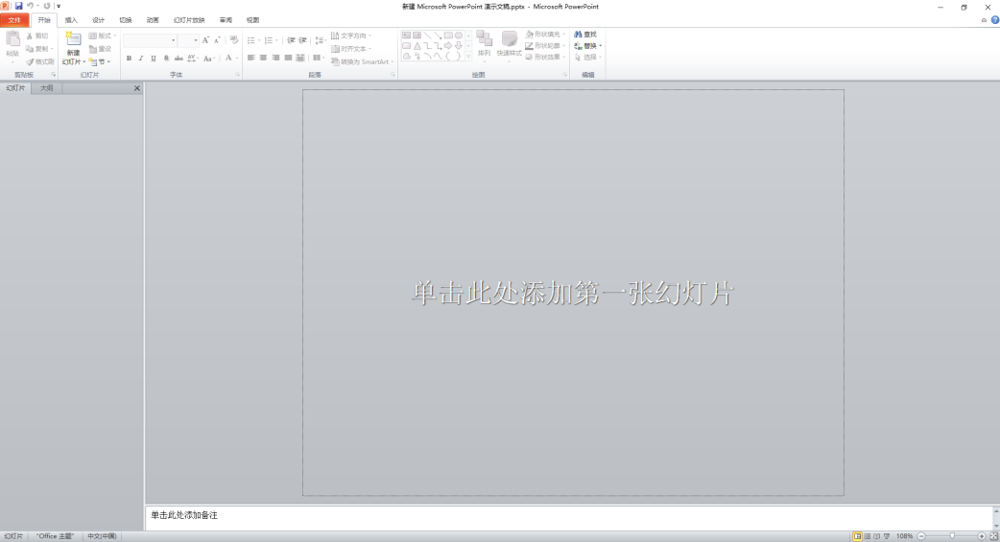 新建 Microsoft PowerPoint 演示文稿.pptx - Microsoft PowerPoint
文件 开始 插入 设计 切换 动画 幻灯片放映 审阅 视图
粘贴
剪切
复制
格式刷
剪贴板
新建
幻灯片
版式
重设
节
幻灯片
B I U S abc AV Aa A
字体
文字方向
对齐文本
转换为 SmartArt
段落
排列
快速样式
形状填充
形状轮廓
形状效果
绘图
查找
替换
选择
编辑
幻灯片 大纲
单击此处添加第一张幻灯片
单击此处添加备注
幻灯片 "Office 主题" 中文(中国) 108%